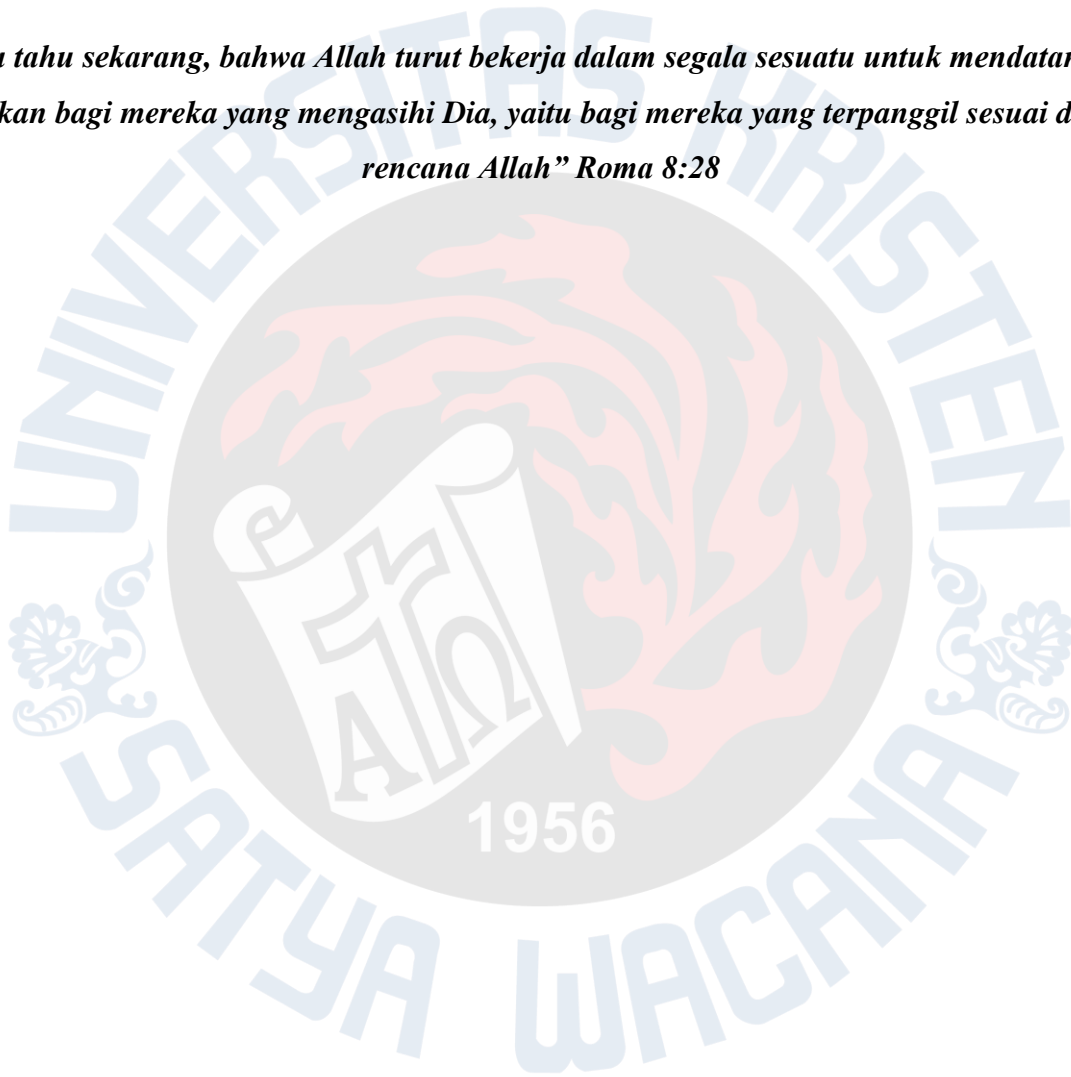 tahu sekarang, bahwa Allah turut bekerja dalam segala sesuatu untuk
bagi mereka yang mengasihi Dia, yaitu bagi mereka yang terpanggil sesuai
rencana Allah” Roma 8:28
UNIVERSITAS KRISTEN
A Ω
1956
SATYA WACANA